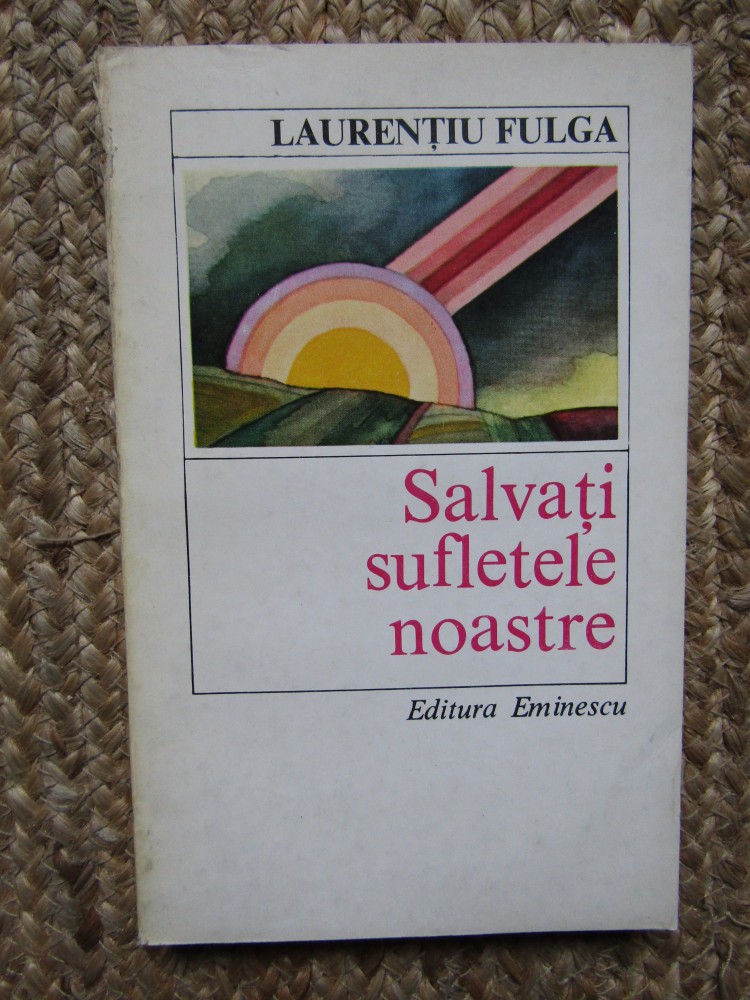 LAURENȚIU FULGA
Salvați
sufletele
noastre
Editura Eminescu